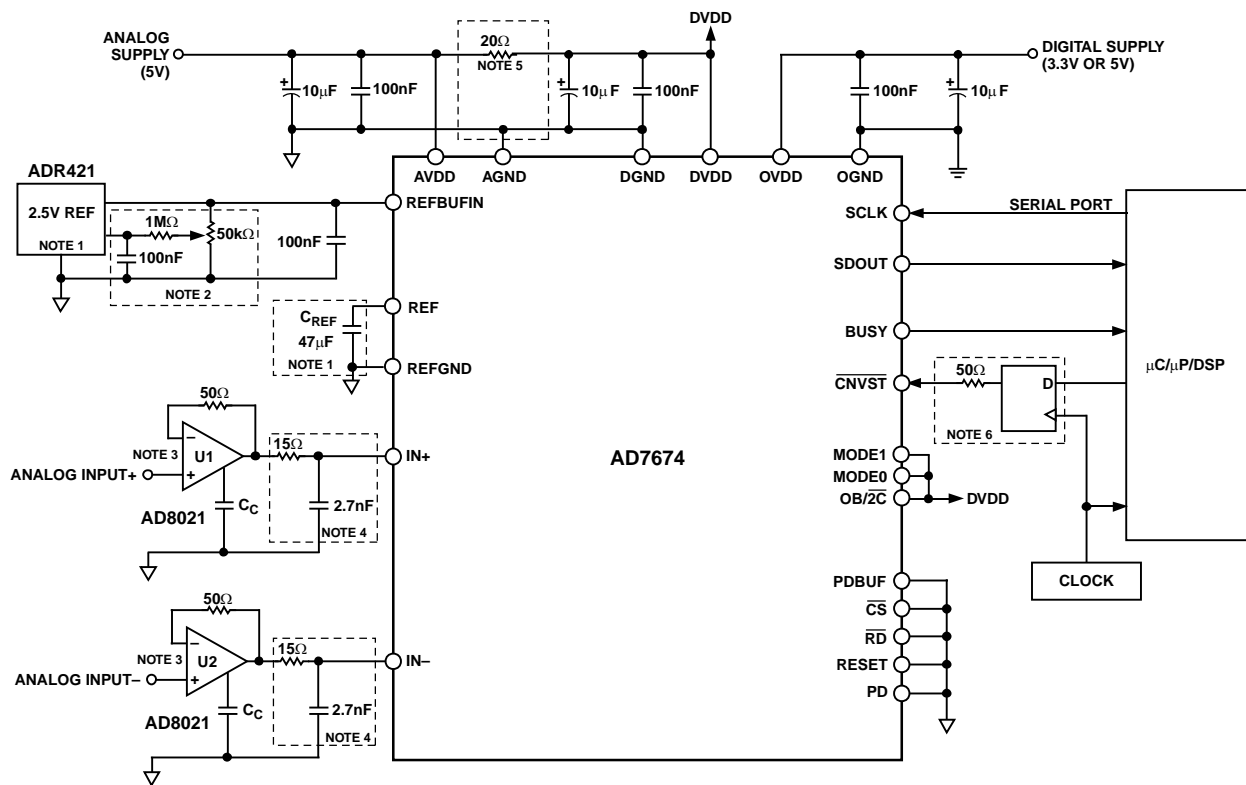 ANALOG
SUPPLY
(5V)
10μF
100nF
20Ω
NOTE 5
10μF
100nF
DVDD
100nF
10μF
DIGITAL SUPPLY
(3.3V OR 5V)
AVDD
AGND
DGND
DVDD
OVDD
OGND
ADR421
2.5V REF
NOTE 1
1MΩ
50kΩ
100nF
NOTE 2
100nF
REFBUFIN
CREF
47μF
NOTE 1
REF
REFGND
50Ω
NOTE 3
U1
ANALOG INPUT+
AD8021
CC
15Ω
2.7nF
NOTE 4
IN+
50Ω
NOTE 3
U2
ANALOG INPUT–
AD8021
CC
15Ω
2.7nF
NOTE 4
IN–
AD7674
SCLK
SERIAL PORT
SDOUT
BUSY
CNVST
50Ω
D
NOTE 6
μC/μP/DSP
MODE1
MODE0
OB/2C
DVDD
CLOCK
PDBUF
CS
RD
RESET
PD